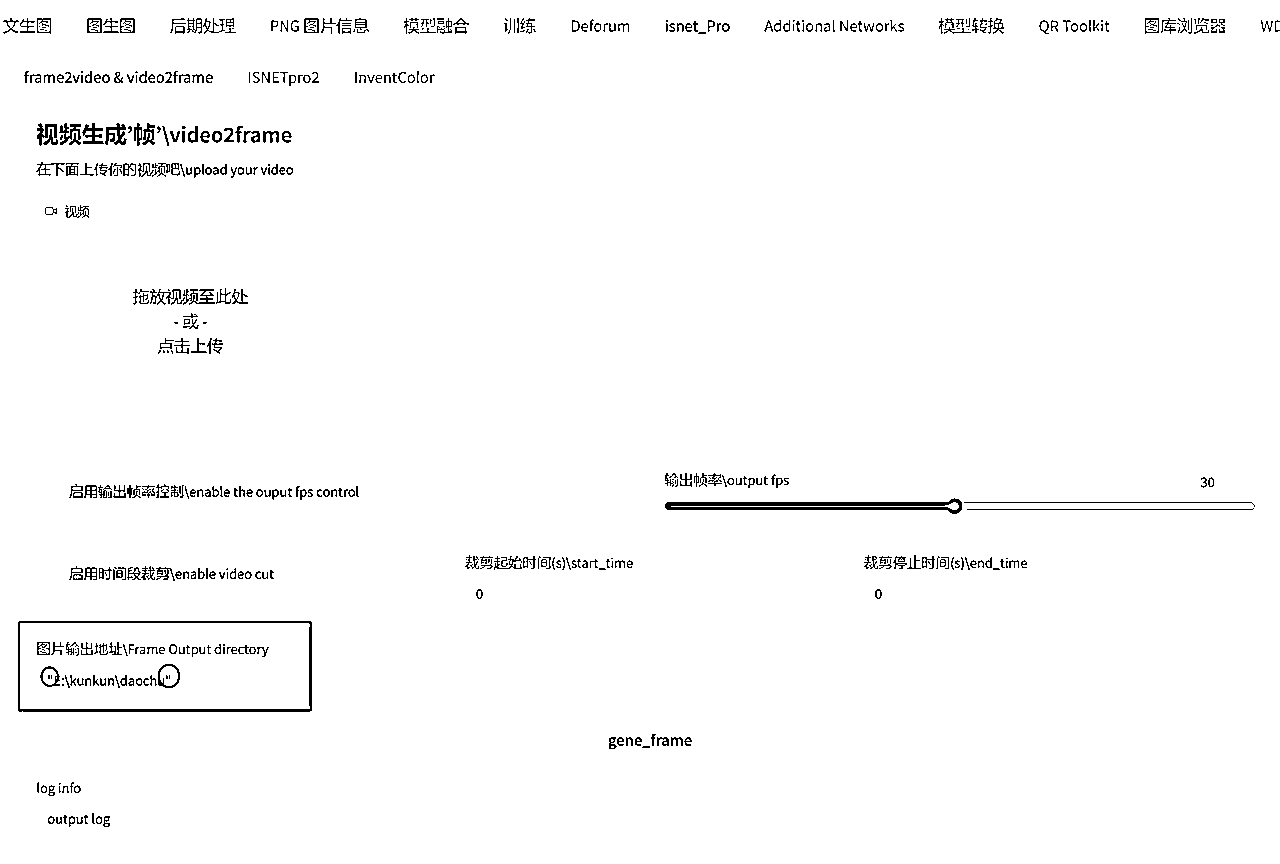 文生图 图生图 后期处理 PNG 图片信息 模型融合 训练 Deforum isnet_Pro Additional Networks 模型转换 QR Toolkit 图库浏览器
frame2video & video2frame ISNETpro2 InventColor
视频生成’帧’\video2frame
在下面上传你的视频吧\upload your video
视频
拖放视频至此处
- 或 -
点击上传
启用输出帧率控制\enable the ouput fps control
输出帧率\output fps 30
启用时间段裁剪\enable video cut
裁剪起始时间(s)\start_time
0
裁剪停止时间(s)\end_time
0
图片输出地址\Frame Output directory
"E:\kunkun\daochu"
gene_frame
log info
output log